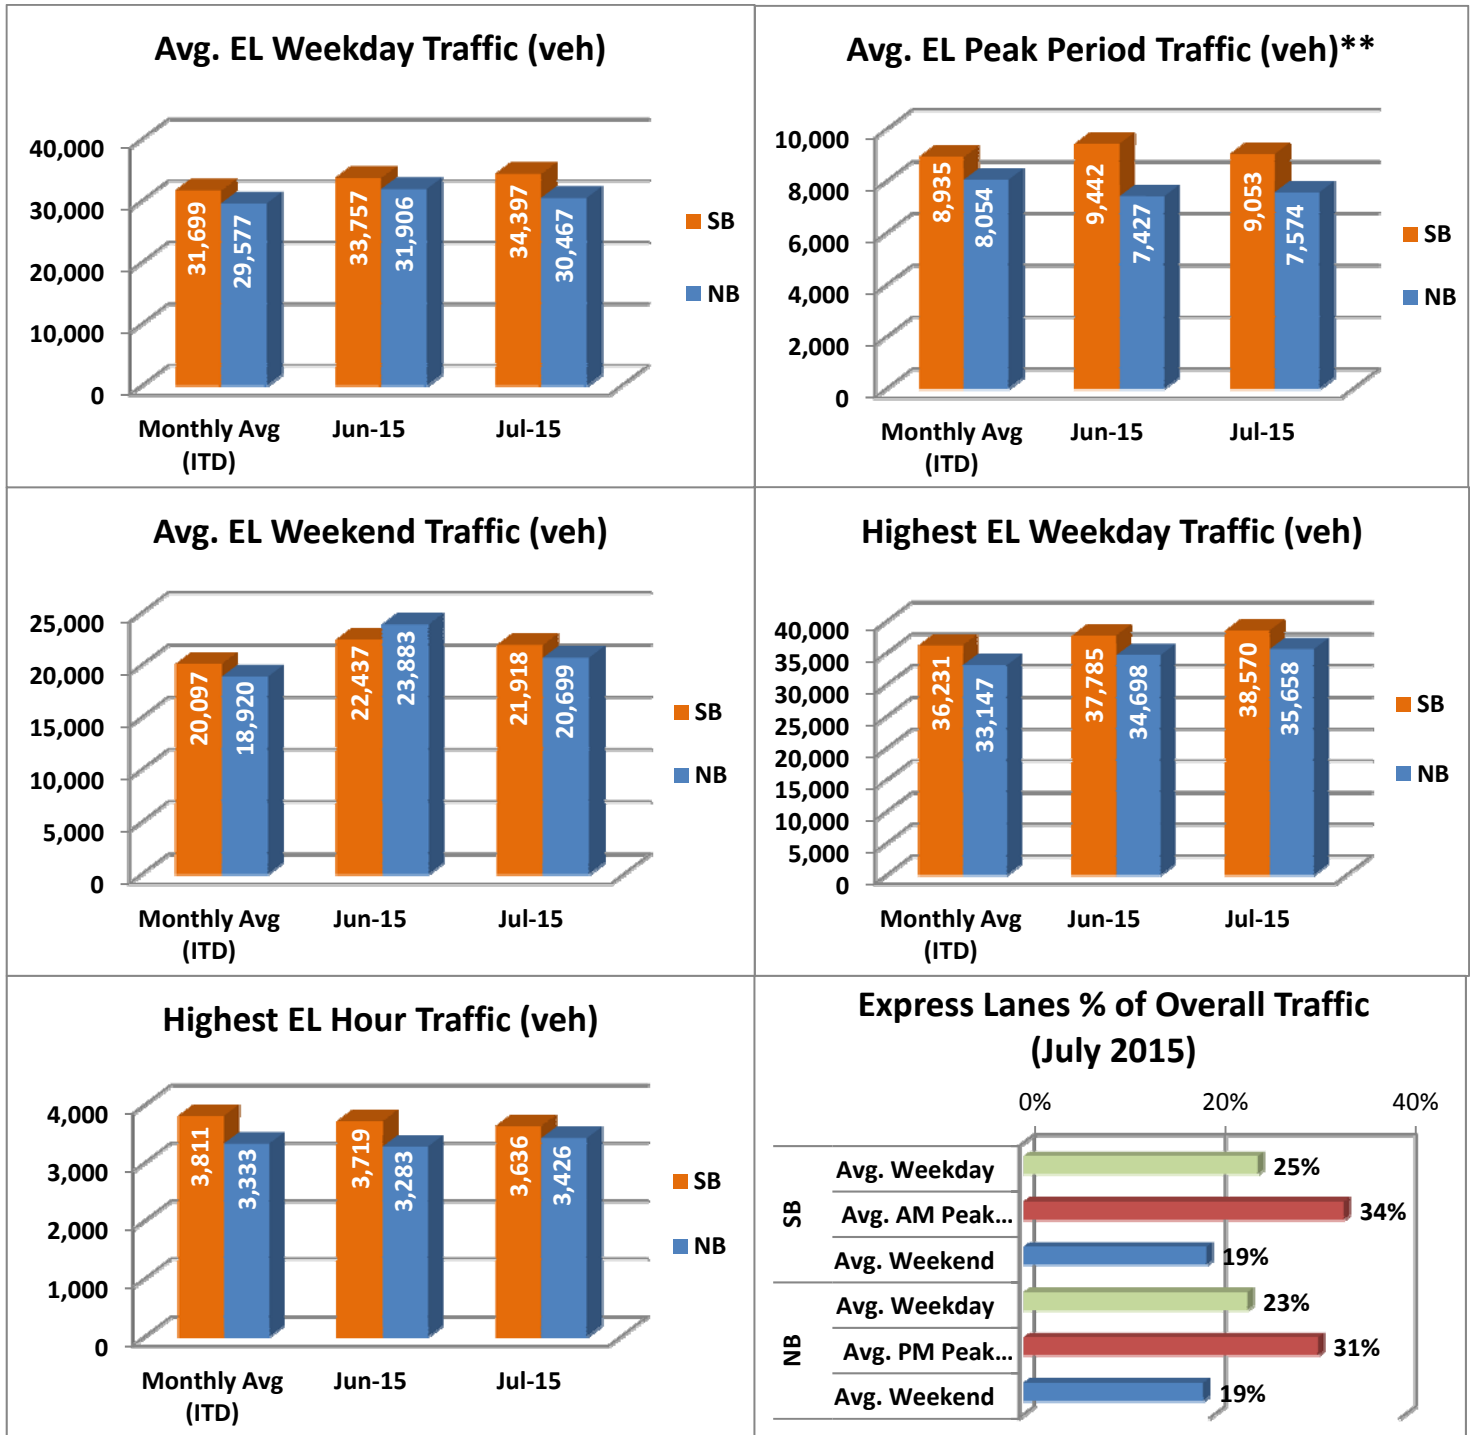 Avg. EL Weekday Traffic (veh)
40,000
30,000
20,000
10,000
0
31,699
29,577
33,757
31,906
34,397
30,467
Monthly Avg
(ITD)
Jun-15
Jul-15
SB
NB
Avg. EL Peak Period Traffic (veh)**
10,000
8,000
6,000
4,000
2,000
0
8,935
8,054
9,442
7,427
9,053
7,574
Monthly Avg
(ITD)
Jun-15
Jul-15
SB
NB
Avg. EL Weekend Traffic (veh)
25,000
20,000
15,000
10,000
5,000
0
20,097
18,920
22,437
23,883
21,918
20,699
Monthly Avg
(ITD)
Jun-15
Jul-15
SB
NB
Highest EL Weekday Traffic (veh)
40,000
35,000
30,000
25,000
20,000
15,000
10,000
5,000
0
36,231
33,147
37,785
34,698
38,570
35,658
Monthly Avg
(ITD)
Jun-15
Jul-15
SB
NB
Highest EL Hour Traffic (veh)
4,000
3,000
2,000
1,000
0
3,811
3,333
3,719
3,283
3,636
3,426
Monthly Avg
(ITD)
Jun-15
Jul-15
SB
NB
Express Lanes % of Overall Traffic
(July 2015)
0% 20% 40%
SB
Avg. Weekday 25%
Avg. AM Peak... 34%
Avg. Weekend 19%
NB
Avg. Weekday 23%
Avg. PM Peak... 31%
Avg. Weekend 19%